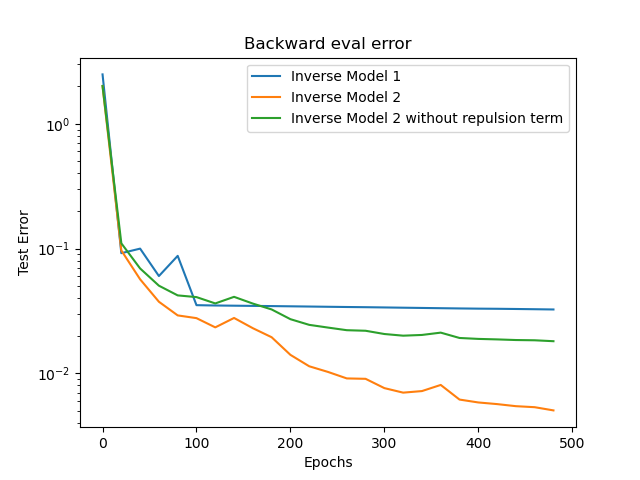 Backward eval error
Inverse Model 1
Inverse Model 2
Inverse Model 2 without repulsion term
Test Error
10⁰
10⁻¹
10⁻²
0 100 200 300 400 500
Epochs